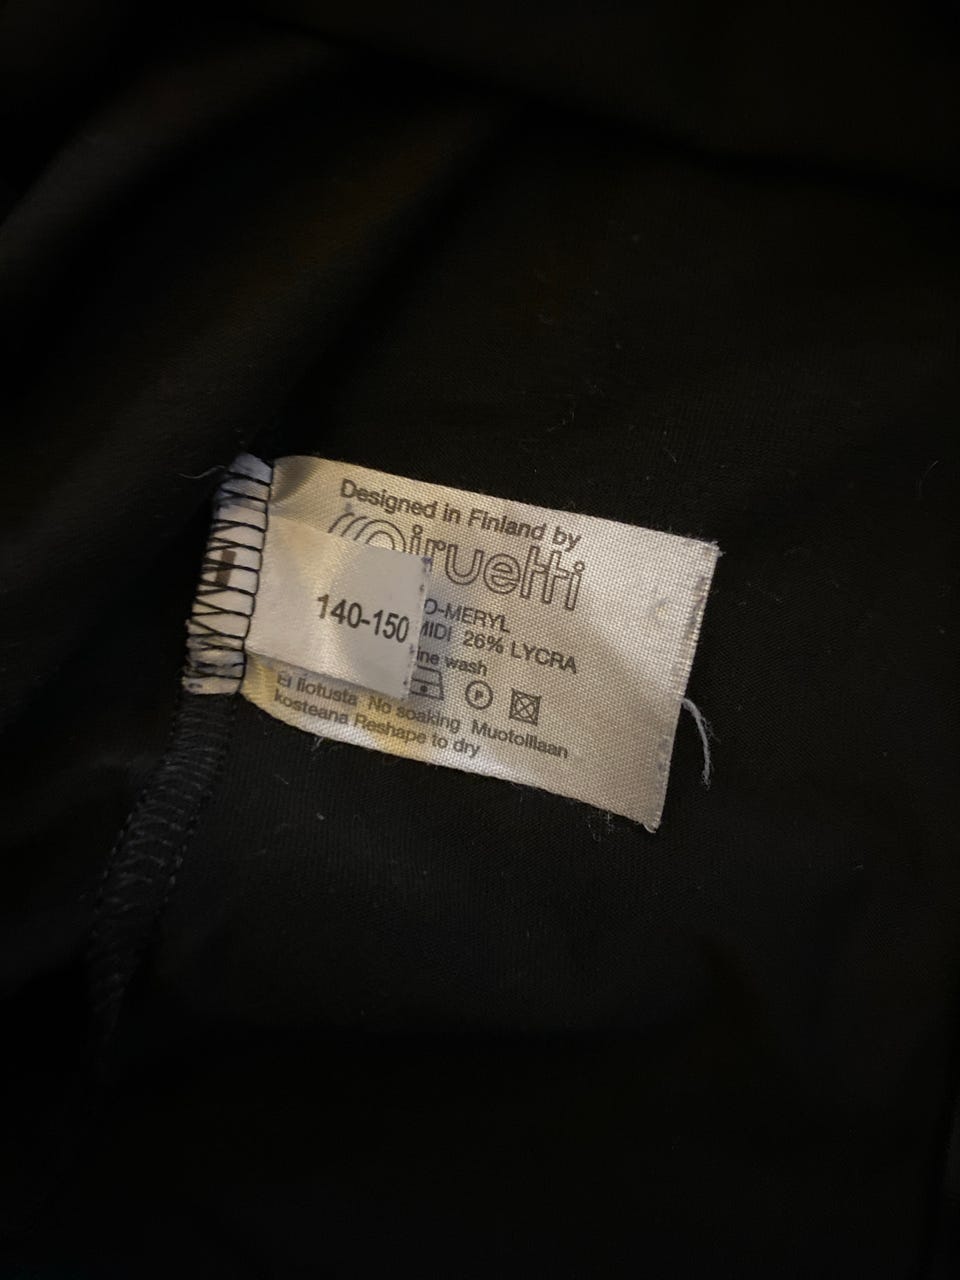 Designed in Finland by
Piruetti
140-150
O-MERYL
MIDI 26% LYCRA
ine wash
P
Ei liotusta No soaking Muotoillaan
kosteana Reshape to dry